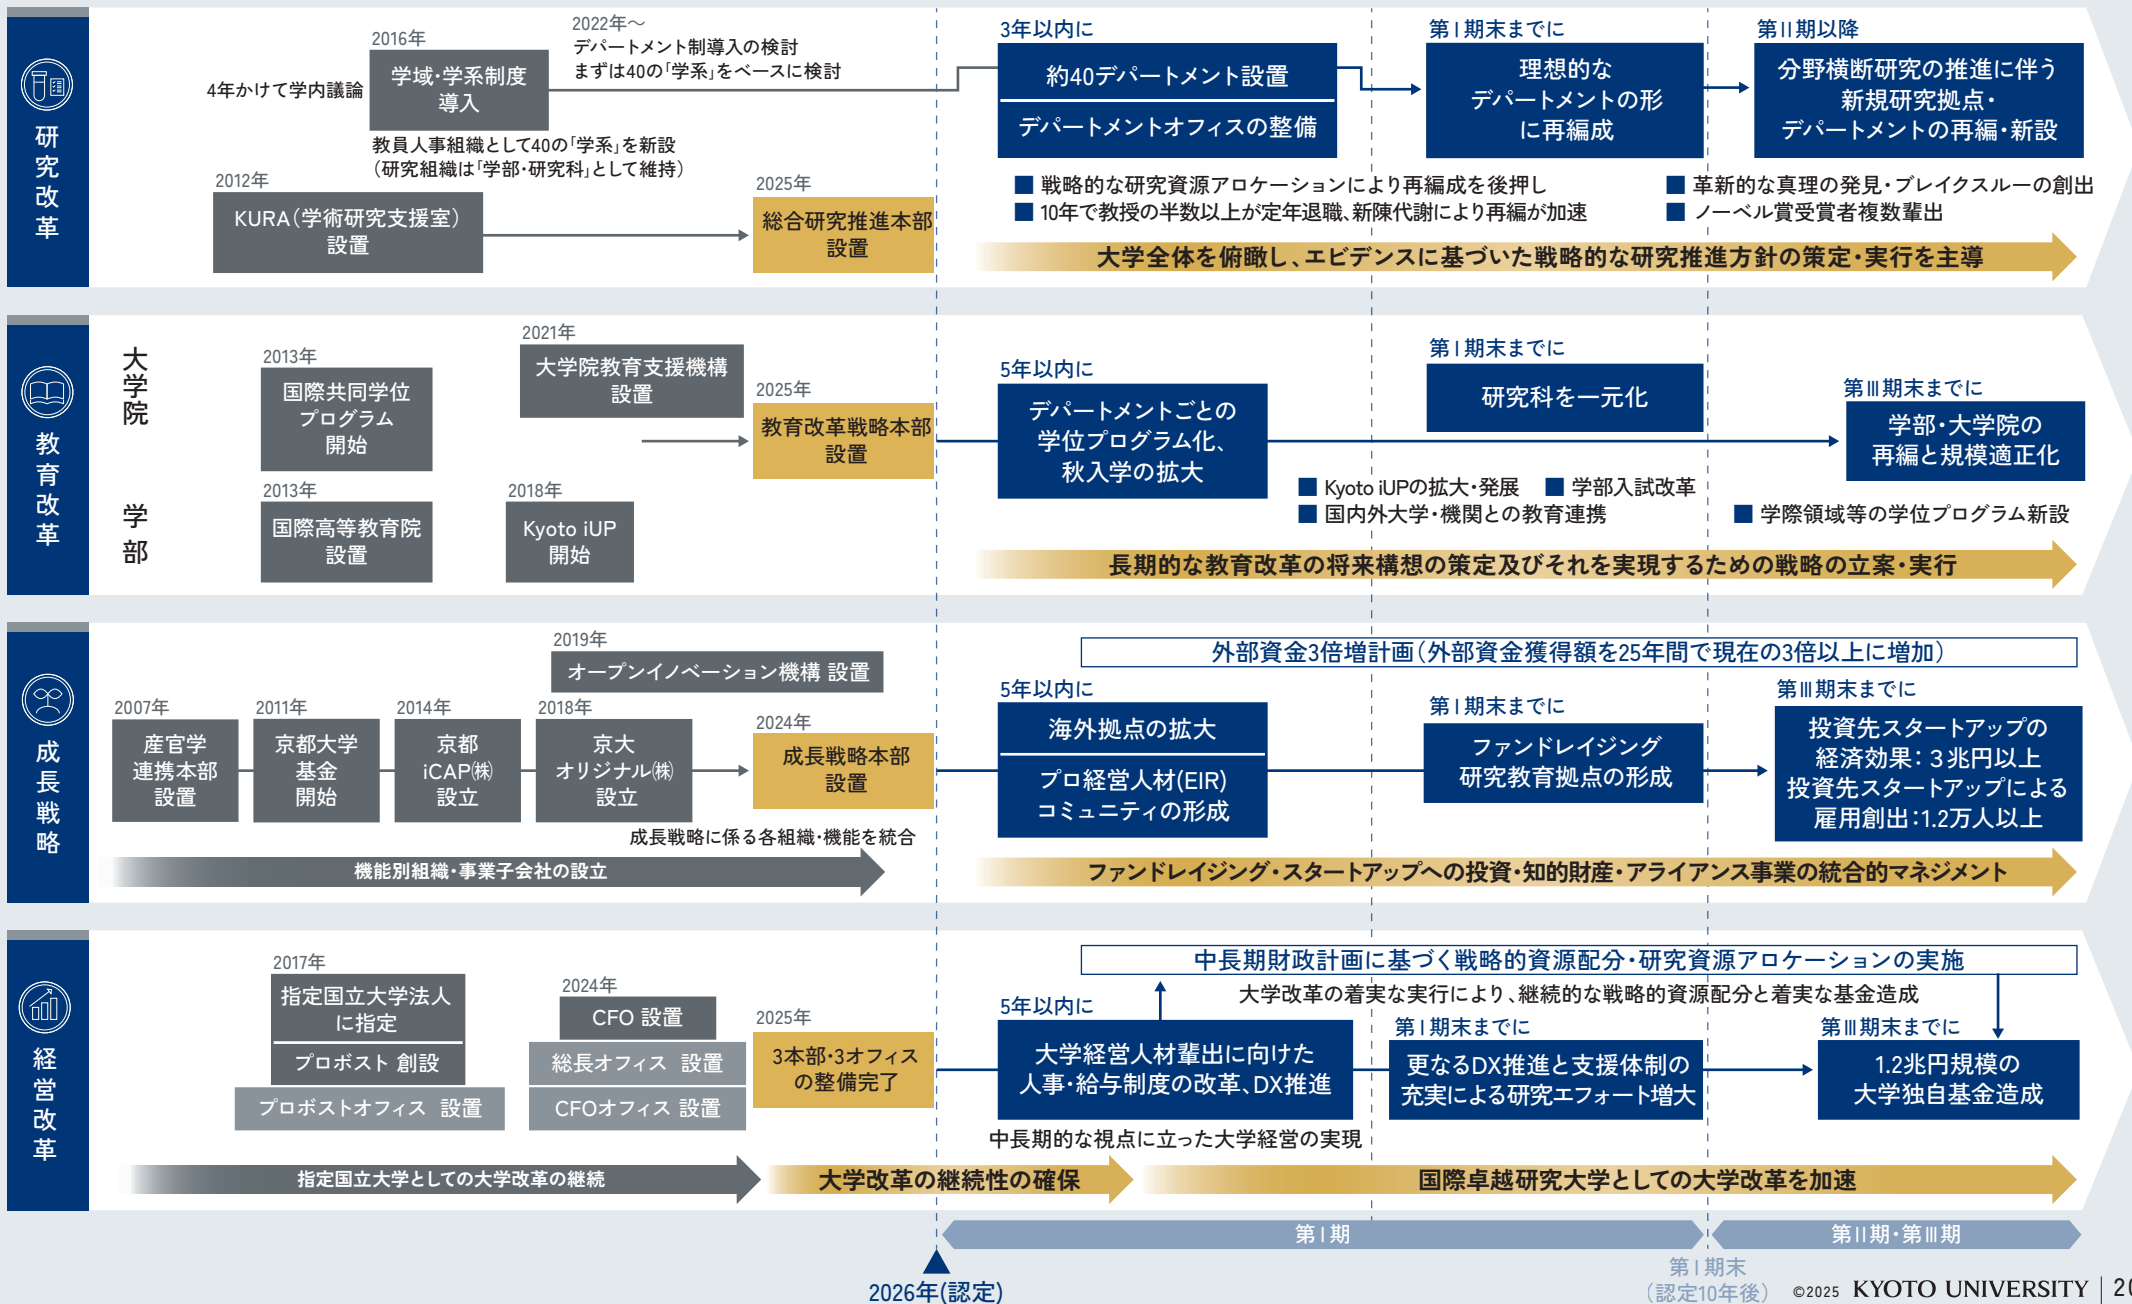 研究改革
2016年
学域・学系制度
導入
4年かけて学内議論
2022年～
デパートメント制導入の検討
まずは40の「学系」をベースに検討
教員人事組織として40の「学系」を新設
（研究組織は「学部・研究科」として維持）
2012年
KURA（学術研究支援室）
設置
2025年
総合研究推進本部
設置
3年以内に
約40デパートメント設置
デパートメントオフィスの整備
第Ⅰ期末までに
理想的な
デパートメントの形
に再編成
第Ⅱ期以降
分野横断研究の推進に伴う
新規研究拠点・
デパートメントの再編・新設
■ 戦略的な研究資源アロケーションにより再編成を後押し
■ 10年で教授の半数以上が定年退職、新陳代謝により再編が加速
■ 革新的な真理の発見・ブレイクスルーの創出
■ ノーベル賞受賞者複数輩出
大学全体を俯瞰し、エビデンスに基づいた戦略的な研究推進方針の策定・実行を主導
教育改革
大学院
2013年
国際共同学位
プログラム
開始
2021年
大学院教育支援機構
設置
学部
2013年
国際高等教育院
設置
2018年
Kyoto iUP
開始
2025年
教育改革戦略本部
設置
5年以内に
デパートメントごとの
学位プログラム化、
秋入学の拡大
第Ⅰ期末までに
研究科を一元化
第Ⅲ期末までに
学部・大学院の
再編と規模適正化
■ Kyoto iUPの拡大・発展 ■ 学部入試改革
■ 国内外大学・機関との教育連携
■ 学際領域等の学位プログラム新設
長期的な教育改革の将来構想の策定及びそれを実現するための戦略の立案・実行
成長戦略
2019年
オープンイノベーション機構 設置
2007年
産官学
連携本部
設置
2011年
京都大学
基金
開始
2014年
京都
iCAP㈱
設立
2018年
京大
オリジナル㈱
設立
2024年
成長戦略本部
設置
成長戦略に係る各組織・機能を統合
機能別組織・事業子会社の設立
外部資金3倍増計画（外部資金獲得額を25年間で現在の3倍以上に増加）
5年以内に
海外拠点の拡大
プロ経営人材(EIR)
コミュニティの形成
第Ⅰ期末までに
ファンドレイジング
研究教育拠点の形成
第Ⅲ期末までに
投資先スタートアップの
経済効果：３兆円以上
投資先スタートアップによる
雇用創出：1.2万人以上
ファンドレイジング・スタートアップへの投資・知的財産・アライアンス事業の統合的マネジメント
経営改革
2017年
指定国立大学法人
に指定
プロボスト 創設
プロボストオフィス 設置
2024年
CFO 設置
総長オフィス 設置
CFOオフィス 設置
2025年
3本部・3オフィス
の整備完了
中長期財政計画に基づく戦略的資源配分・研究資源アロケーションの実施
大学改革の着実な実行により、継続的な戦略的資源配分と着実な基金造成
5年以内に
大学経営人材輩出に向けた
人事・給与制度の改革、DX推進
第Ⅰ期末までに
更なるDX推進と支援体制の
充実による研究エフォート増大
第Ⅲ期末までに
1.2兆円規模の
大学独自基金造成
中長期的な視点に立った大学経営の実現
指定国立大学としての大学改革の継続
大学改革の継続性の確保
国際卓越研究大学としての大学改革を加速
第Ⅰ期
第Ⅱ期・第Ⅲ期
2026年(認定)
第Ⅰ期末
（認定10年後）
©2025 KYOTO UNIVERSITY